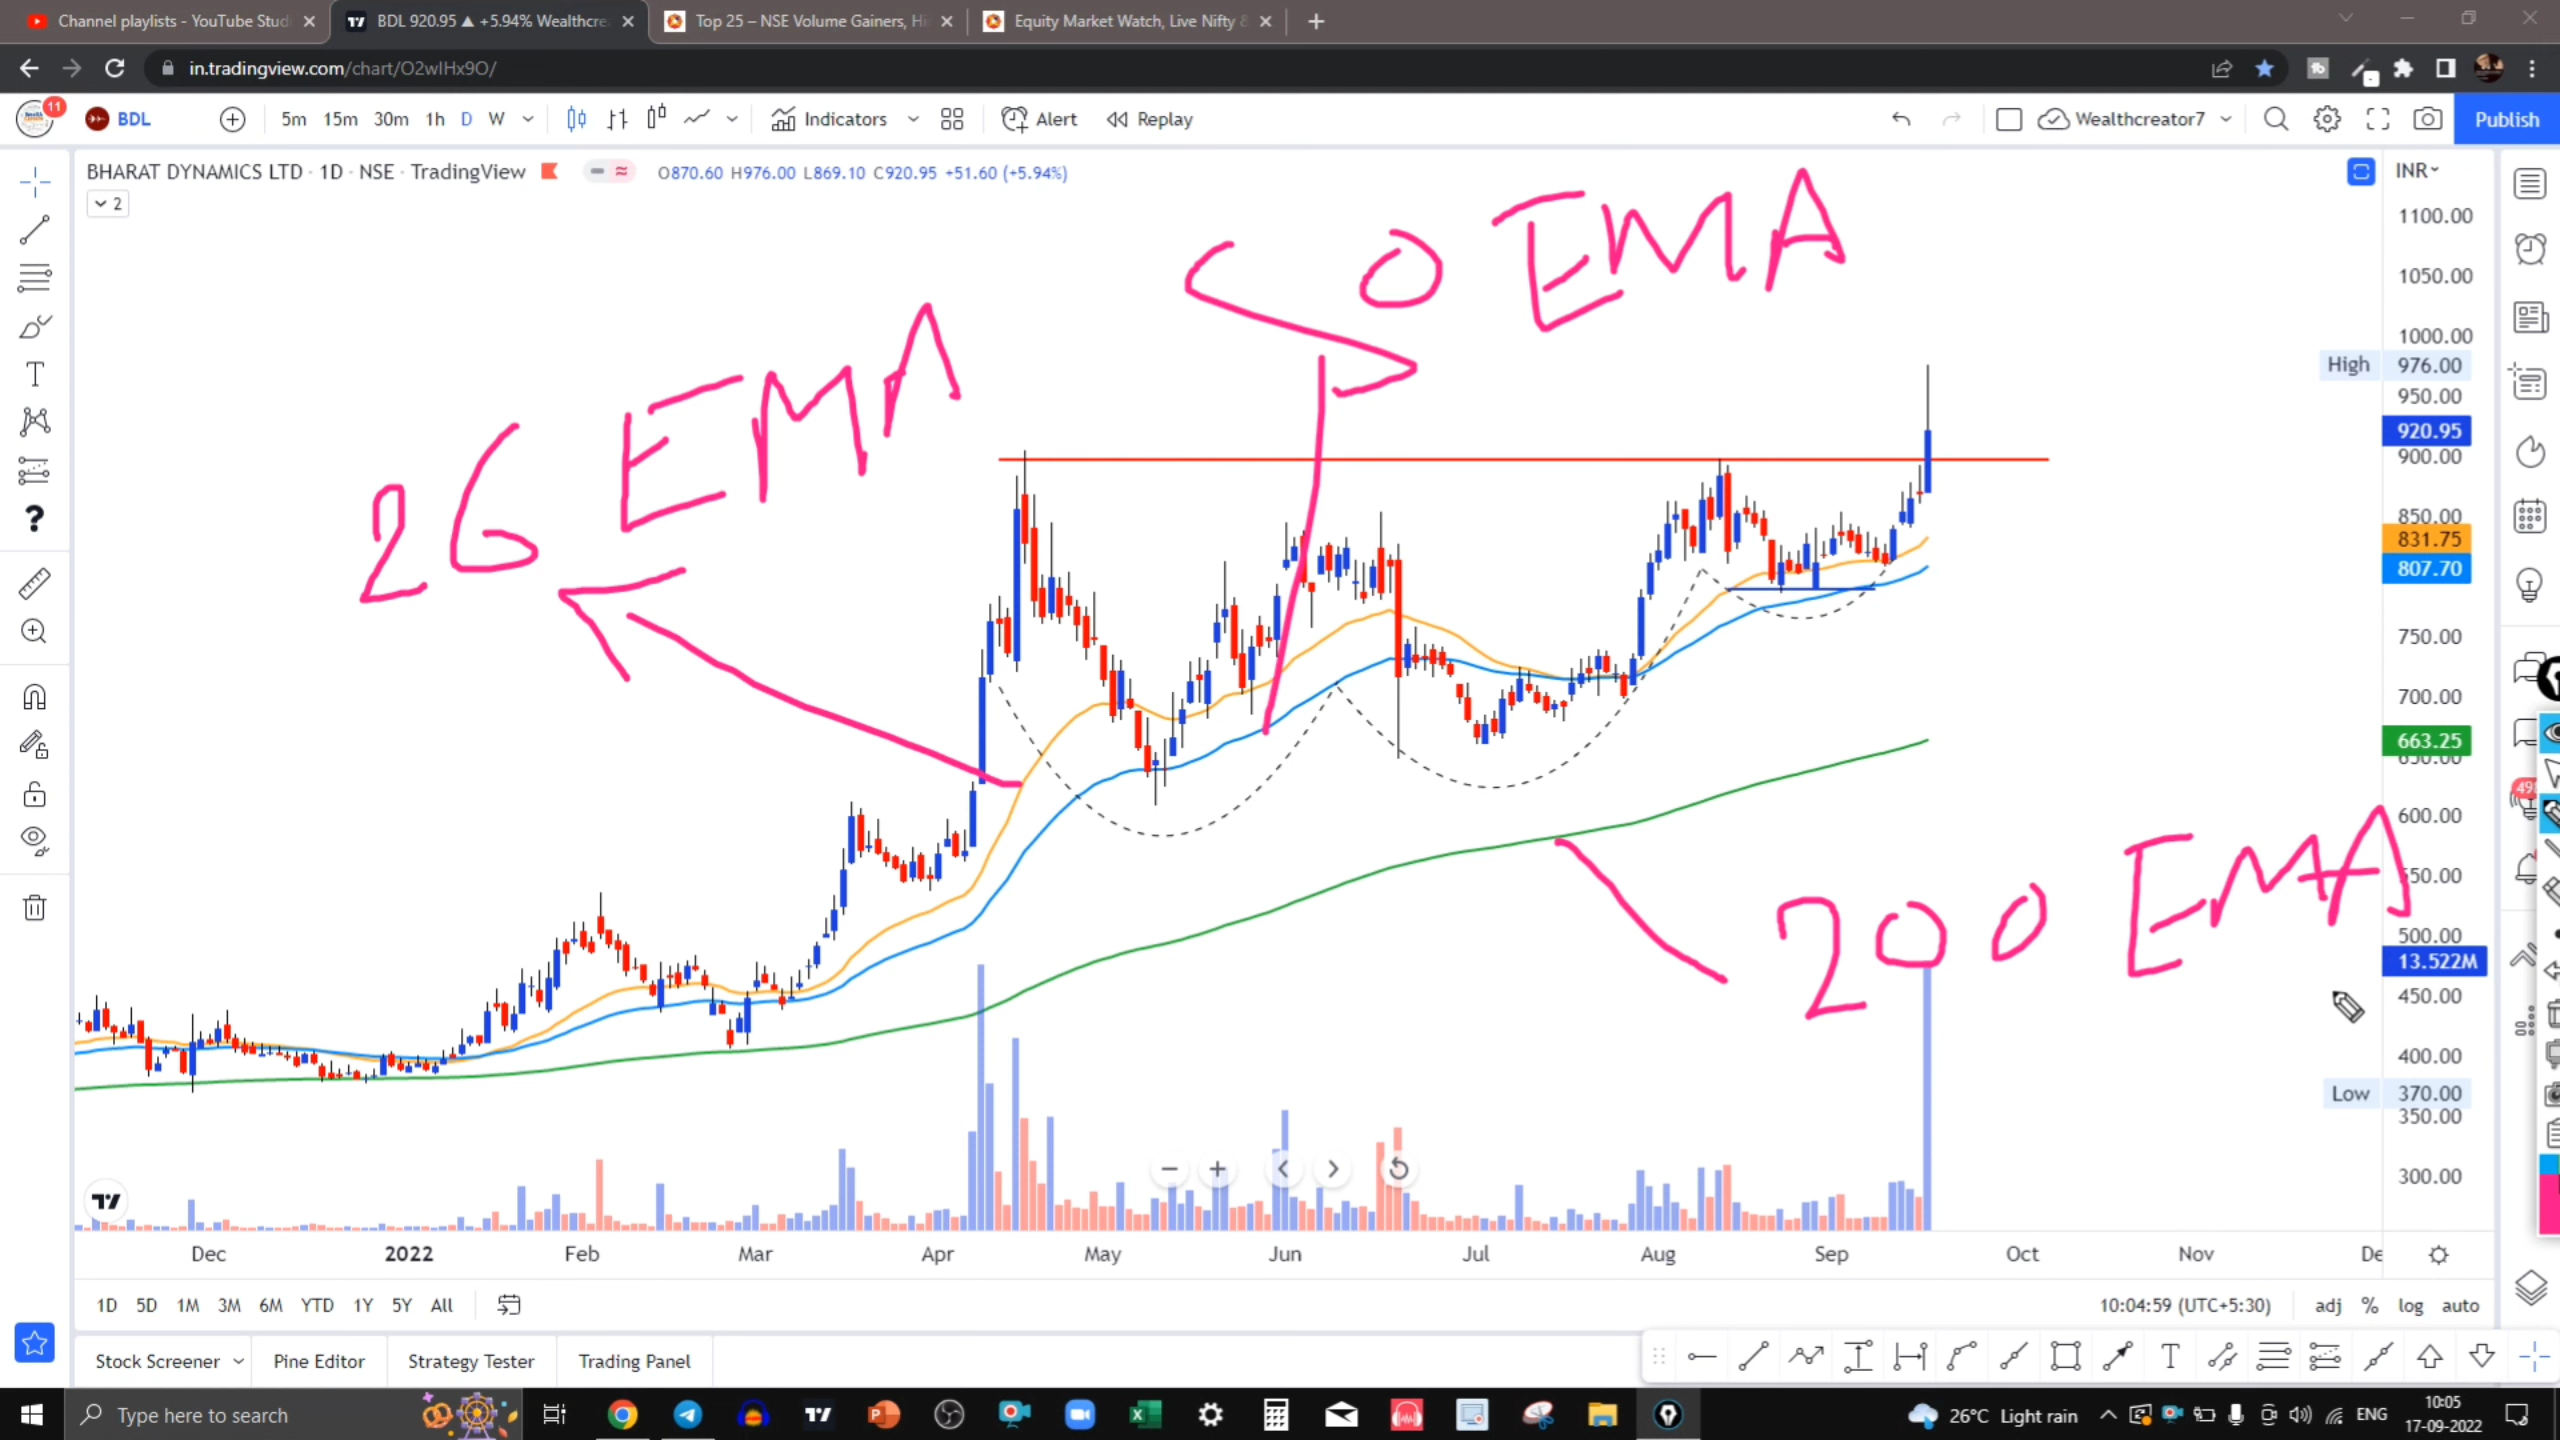 Channel playlists - YouTube Studi
BDL 920.95 ▲ +5.94% Wealthcre
Top 25 – NSE Volume Gainers, Hi
Equity Market Watch, Live Nifty &
in.tradingview.com/chart/O2wlHx9O/
11
BDL
5m 15m 30m 1h D W
Indicators
Alert
Replay
Wealthcreator7
Publish
BHARAT DYNAMICS LTD · 1D · NSE · TradingView
O870.60 H976.00 L869.10 C920.95 +51.60 (+5.94%)
INR
2
50 EMA
26 EMA
200 EMA
1100.00
1050.00
1000.00
High 976.00
950.00
920.95
900.00
850.00
831.75
807.70
750.00
700.00
663.25
650.00
600.00
550.00
500.00
13.522M
450.00
400.00
Low 370.00
350.00
300.00
Dec 2022 Feb Mar Apr May Jun Jul Aug Sep Oct Nov De
1D 5D 1M 3M 6M YTD 1Y 5Y All
10:04:59 (UTC+5:30) adj % log auto
Stock Screener Pine Editor Strategy Tester Trading Panel
Type here to search
26°C Light rain
ENG
10:05
17-09-2022